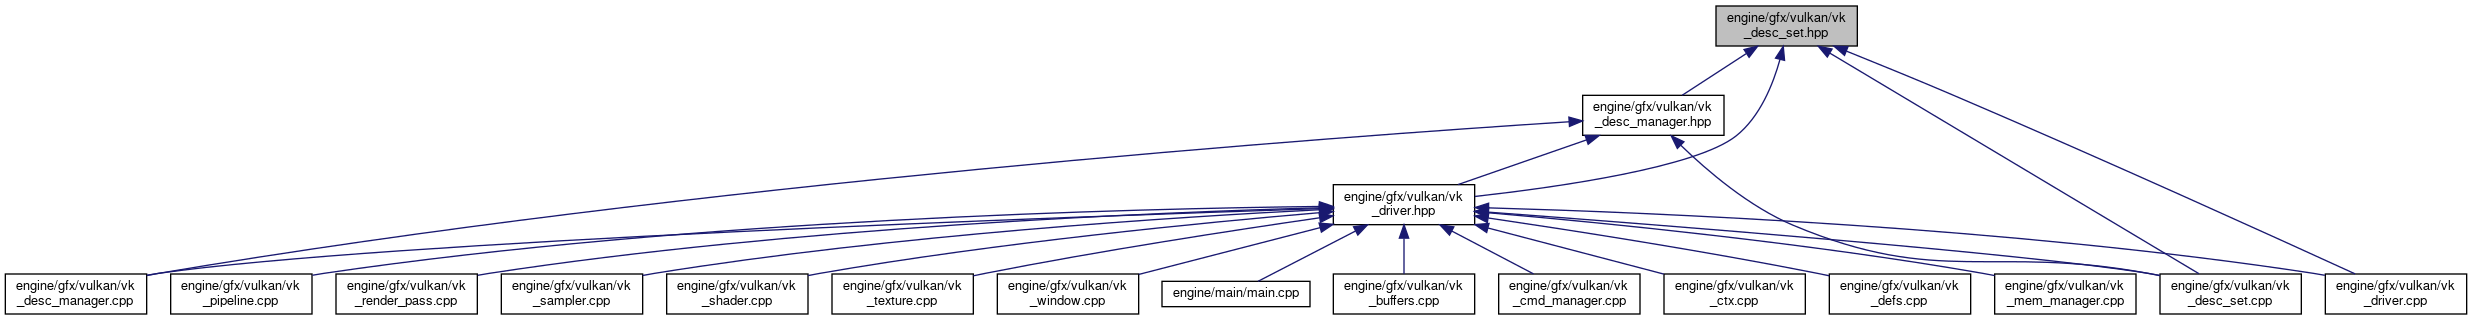 engine/gfx/vulkan/vk
_desc_set.hpp
engine/gfx/vulkan/vk
_desc_manager.hpp
engine/gfx/vulkan/vk
_driver.hpp
engine/gfx/vulkan/vk
_desc_manager.cpp
engine/gfx/vulkan/vk
_pipeline.cpp
engine/gfx/vulkan/vk
_render_pass.cpp
engine/gfx/vulkan/vk
_sampler.cpp
engine/gfx/vulkan/vk
_shader.cpp
engine/gfx/vulkan/vk
_texture.cpp
engine/gfx/vulkan/vk
_window.cpp
engine/main/main.cpp
engine/gfx/vulkan/vk
_buffers.cpp
engine/gfx/vulkan/vk
_cmd_manager.cpp
engine/gfx/vulkan/vk
_ctx.cpp
engine/gfx/vulkan/vk
_defs.cpp
engine/gfx/vulkan/vk
_mem_manager.cpp
engine/gfx/vulkan/vk
_desc_set.cpp
engine/gfx/vulkan/vk
_driver.cpp